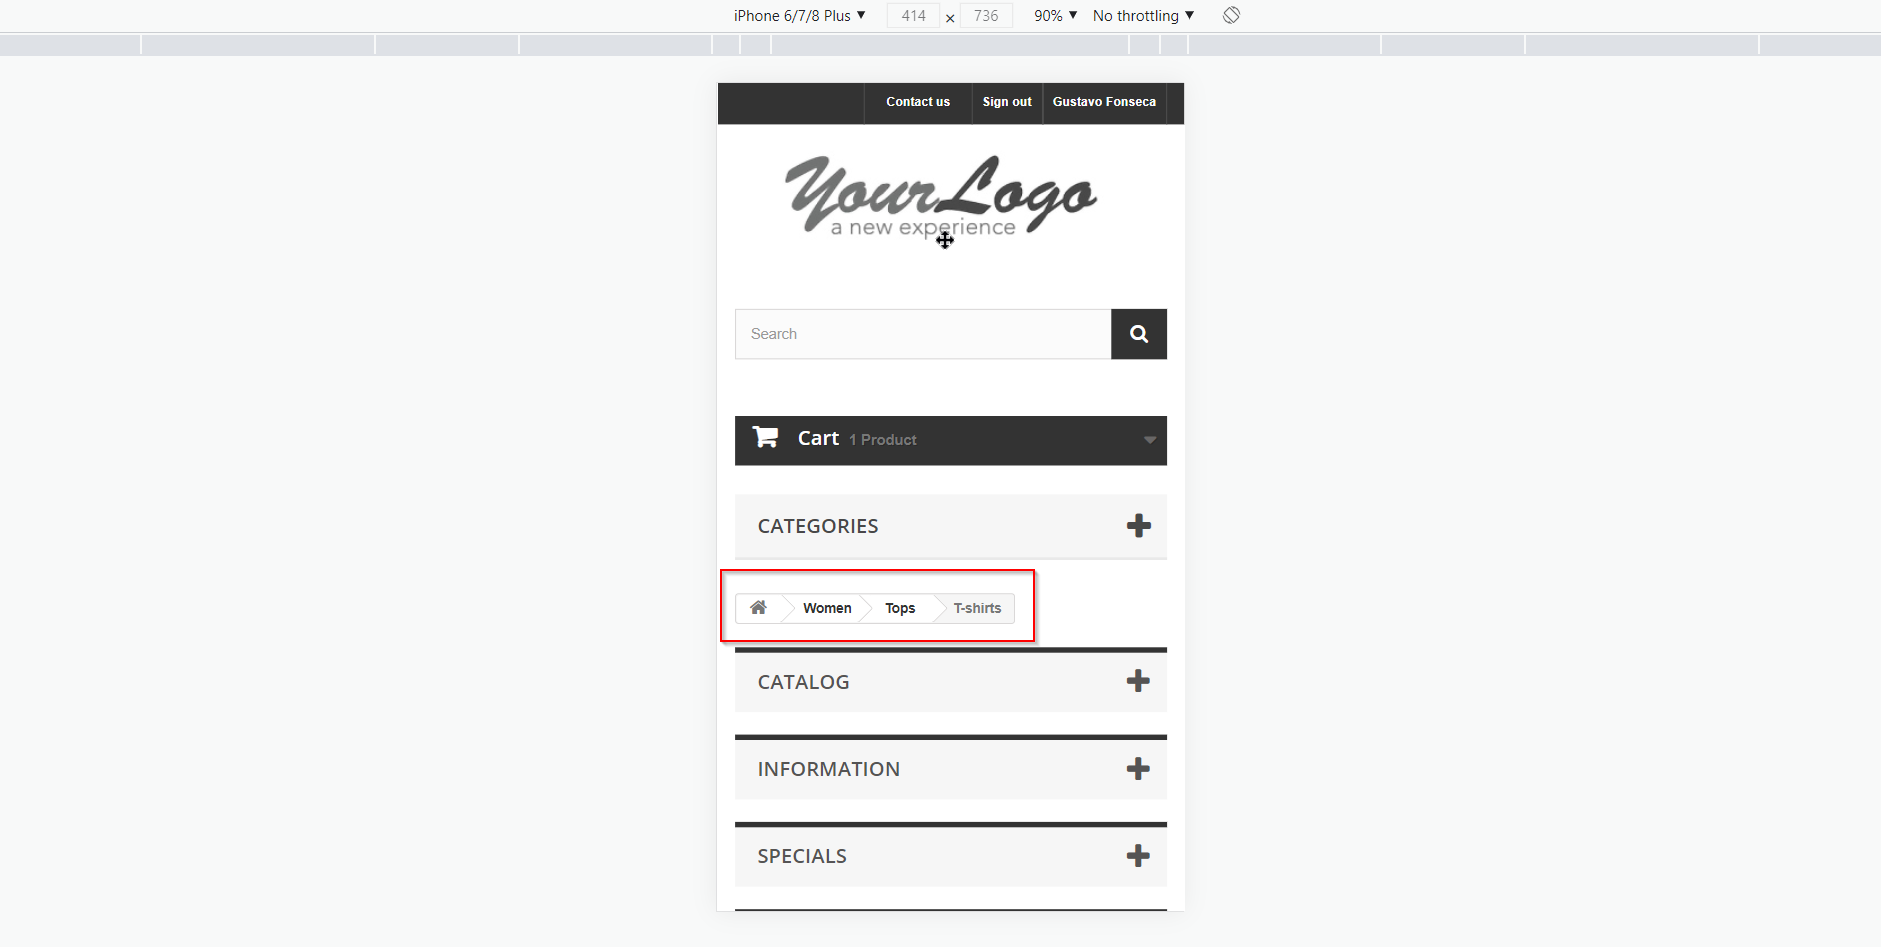 iPhone 6/7/8 Plus ▼ 414 × 736 90% ▼ No throttling ▼
Contact us Sign out Gustavo Fonseca
YourLogo
a new experience
Search
Cart 1 Product
CATEGORIES
Women Tops T-shirts
CATALOG
INFORMATION
SPECIALS